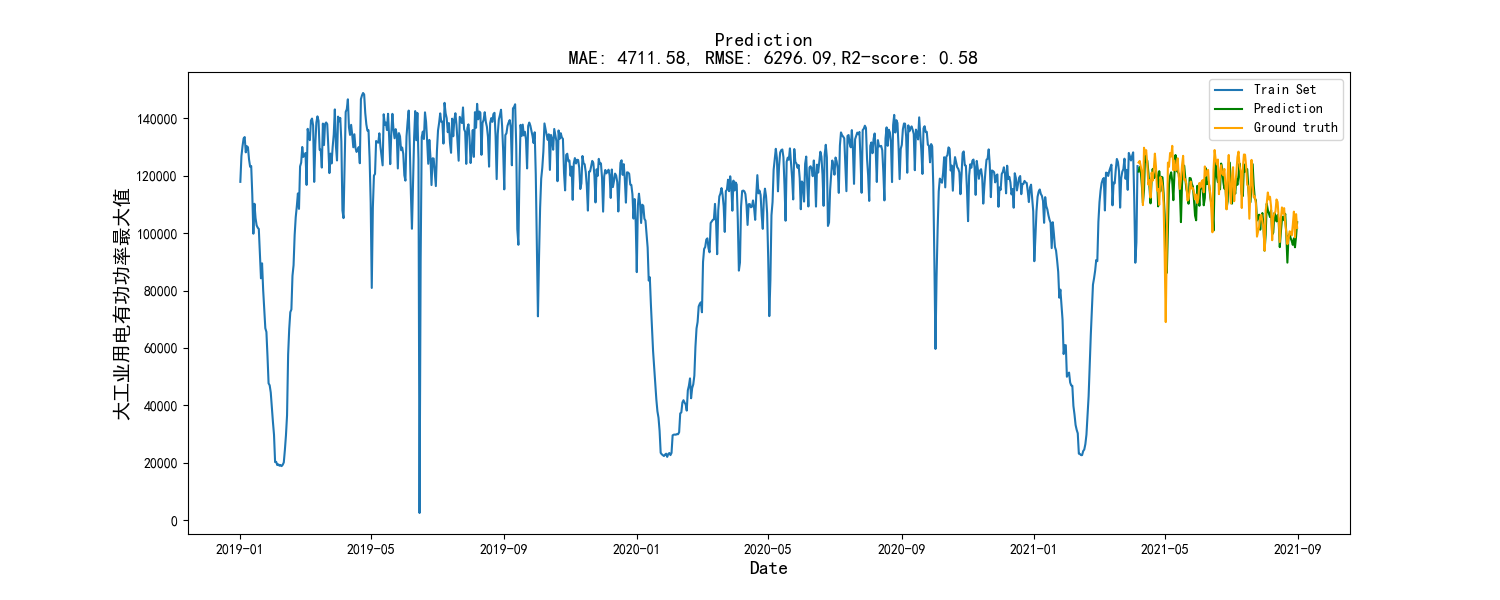 Prediction
MAE: 4711.58, RMSE: 6296.09,R2-score: 0.58
Train Set
Prediction
Ground truth
大工业用电有功功率最大值
140000
120000
100000
80000
60000
40000
20000
0
2019-01
2019-05
2019-09
2020-01
2020-05
2020-09
2021-01
2021-05
2021-09
Date